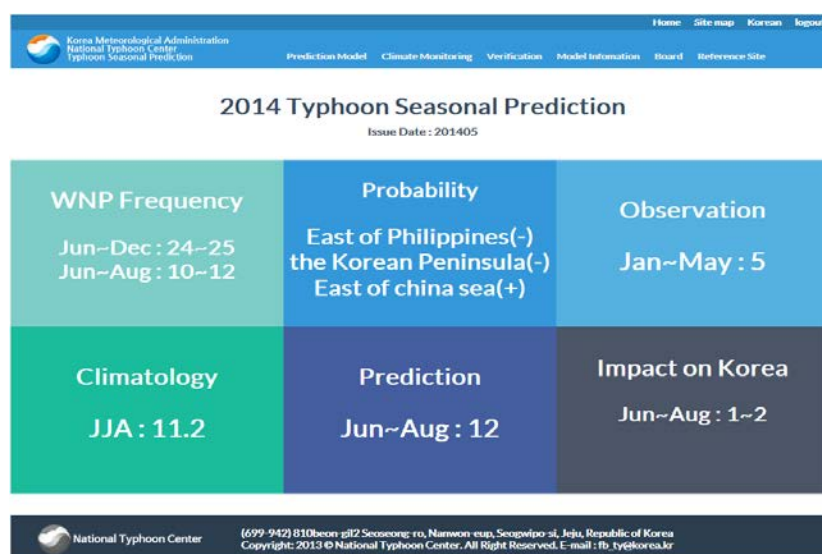 Home Site map Korean logout
Korea Meteorological Administration
National Typhoon Center
Typhoon Seasonal Prediction
Prediction Model Climate Monitoring Verification Model Infomation Board Reference Site
2014 Typhoon Seasonal Prediction
Issue Date : 201405
WNP Frequency
Jun~Dec : 24~25
Jun~Aug : 10~12
Probability
East of Philippines(-)
the Korean Peninsula(-)
East of china sea(+)
Observation
Jan~May : 5
Climatology
JJA : 11.2
Prediction
Jun~Aug : 12
Impact on Korea
Jun~Aug : 1~2
National Typhoon Center
(699-942) 810beon-gil2 Seoseong-ro, Nanwon-eup, Seogwipo-si, Jeju, Republic of Korea
Copyright: 2013 © National Typhoon Center. All Right Reserved. E-mail : fb_ty@korea.kr